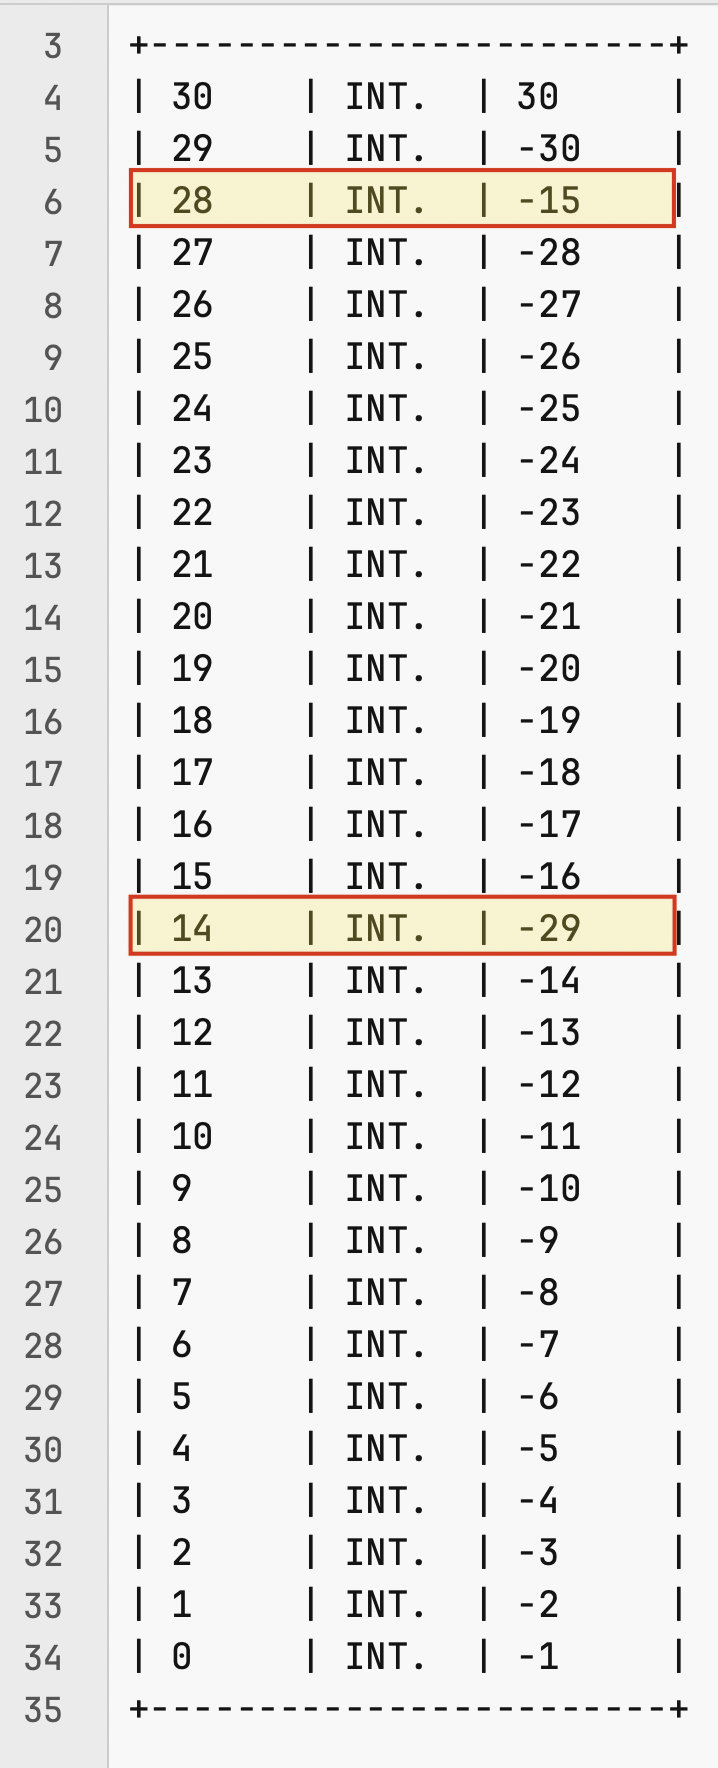 3 +--------------------------+
4 | 30 | INT. | 30 |
5 | 29 | INT. | -30 |
6 | 28 | INT. | -15 |
7 | 27 | INT. | -28 |
8 | 26 | INT. | -27 |
9 | 25 | INT. | -26 |
10 | 24 | INT. | -25 |
11 | 23 | INT. | -24 |
12 | 22 | INT. | -23 |
13 | 21 | INT. | -22 |
14 | 20 | INT. | -21 |
15 | 19 | INT. | -20 |
16 | 18 | INT. | -19 |
17 | 17 | INT. | -18 |
18 | 16 | INT. | -17 |
19 | 15 | INT. | -16 |
20 | 14 | INT. | -29 |
21 | 13 | INT. | -14 |
22 | 12 | INT. | -13 |
23 | 11 | INT. | -12 |
24 | 10 | INT. | -11 |
25 | 9 | INT. | -10 |
26 | 8 | INT. | -9 |
27 | 7 | INT. | -8 |
28 | 6 | INT. | -7 |
29 | 5 | INT. | -6 |
30 | 4 | INT. | -5 |
31 | 3 | INT. | -4 |
32 | 2 | INT. | -3 |
33 | 1 | INT. | -2 |
34 | 0 | INT. | -1 |
35 +--------------------------+